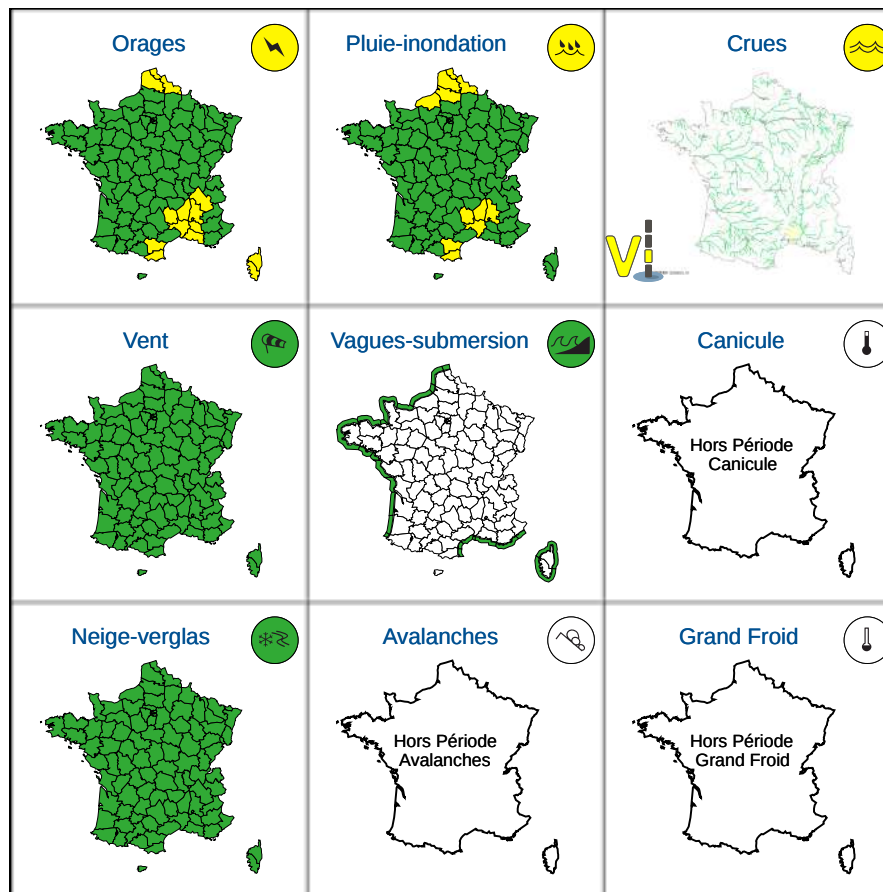 Orages
Pluie-inondation
Crues
Vi
Vent
Vagues-submersion
Canicule
Hors Période
Canicule
Neige-verglas
Avalanches
Grand Froid
Hors Période
Avalanches
Hors Période
Grand Froid